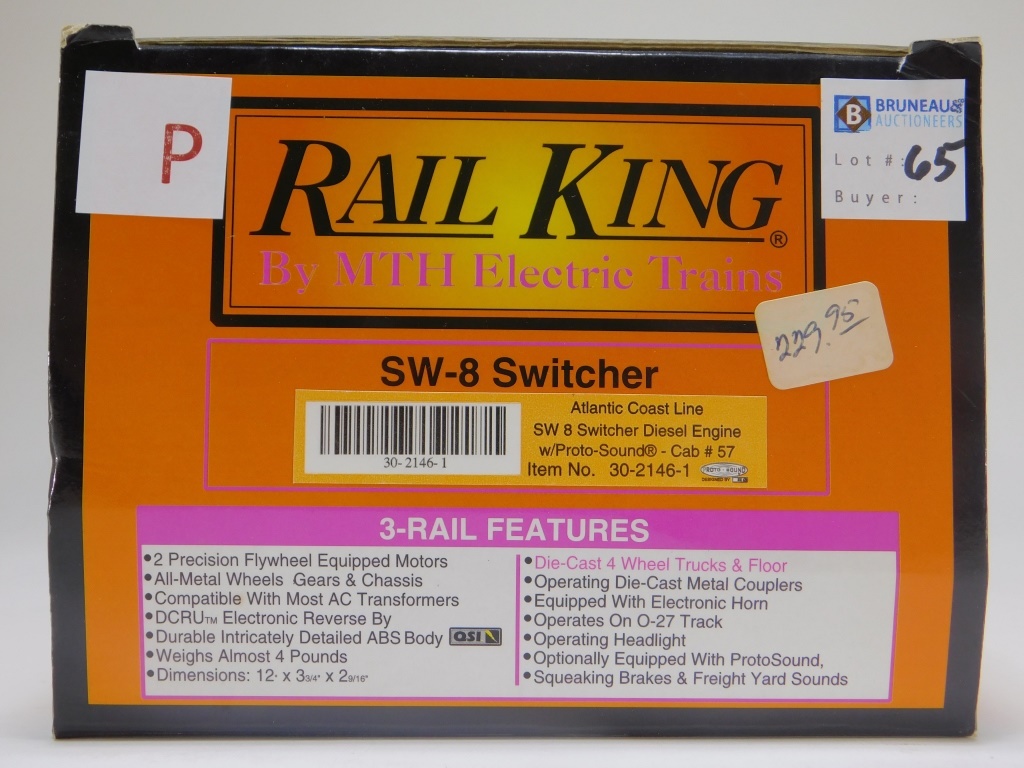 P
B BRUNEAU&
AUCTIONEERS
Lot #: 65
Buyer:
RAIL KING®
By MTH Electric Trains
229.95
SW-8 Switcher
30-2146-1
Atlantic Coast Line
SW 8 Switcher Diesel Engine
w/Proto-Sound® - Cab # 57
Item No. 30-2146-1
3-RAIL FEATURES
•2 Precision Flywheel Equipped Motors
•All-Metal Wheels Gears & Chassis
•Compatible With Most AC Transformers
•DCRU™ Electronic Reverse By
•Durable Intricately Detailed ABS Body QSI
•Weighs Almost 4 Pounds
•Dimensions: 12" x 3 3/4" x 2 9/16"
•Die-Cast 4 Wheel Trucks & Floor
•Operating Die-Cast Metal Couplers
•Equipped With Electronic Horn
•Operates On O-27 Track
•Operating Headlight
•Optionally Equipped With ProtoSound,
•Squeaking Brakes & Freight Yard Sounds